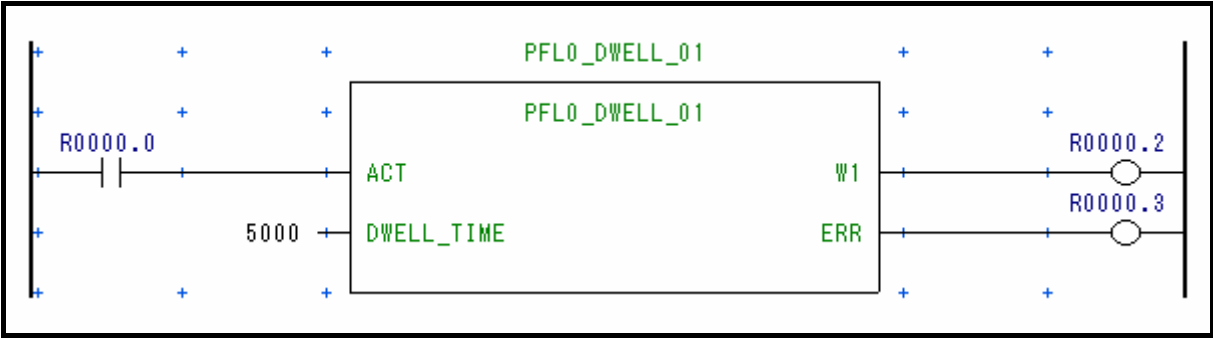 PFL0_DWELL_01
PFL0_DWELL_01
R0000.0
R0000.2
ACT
W1
R0000.3
5000
DWELL_TIME
ERR